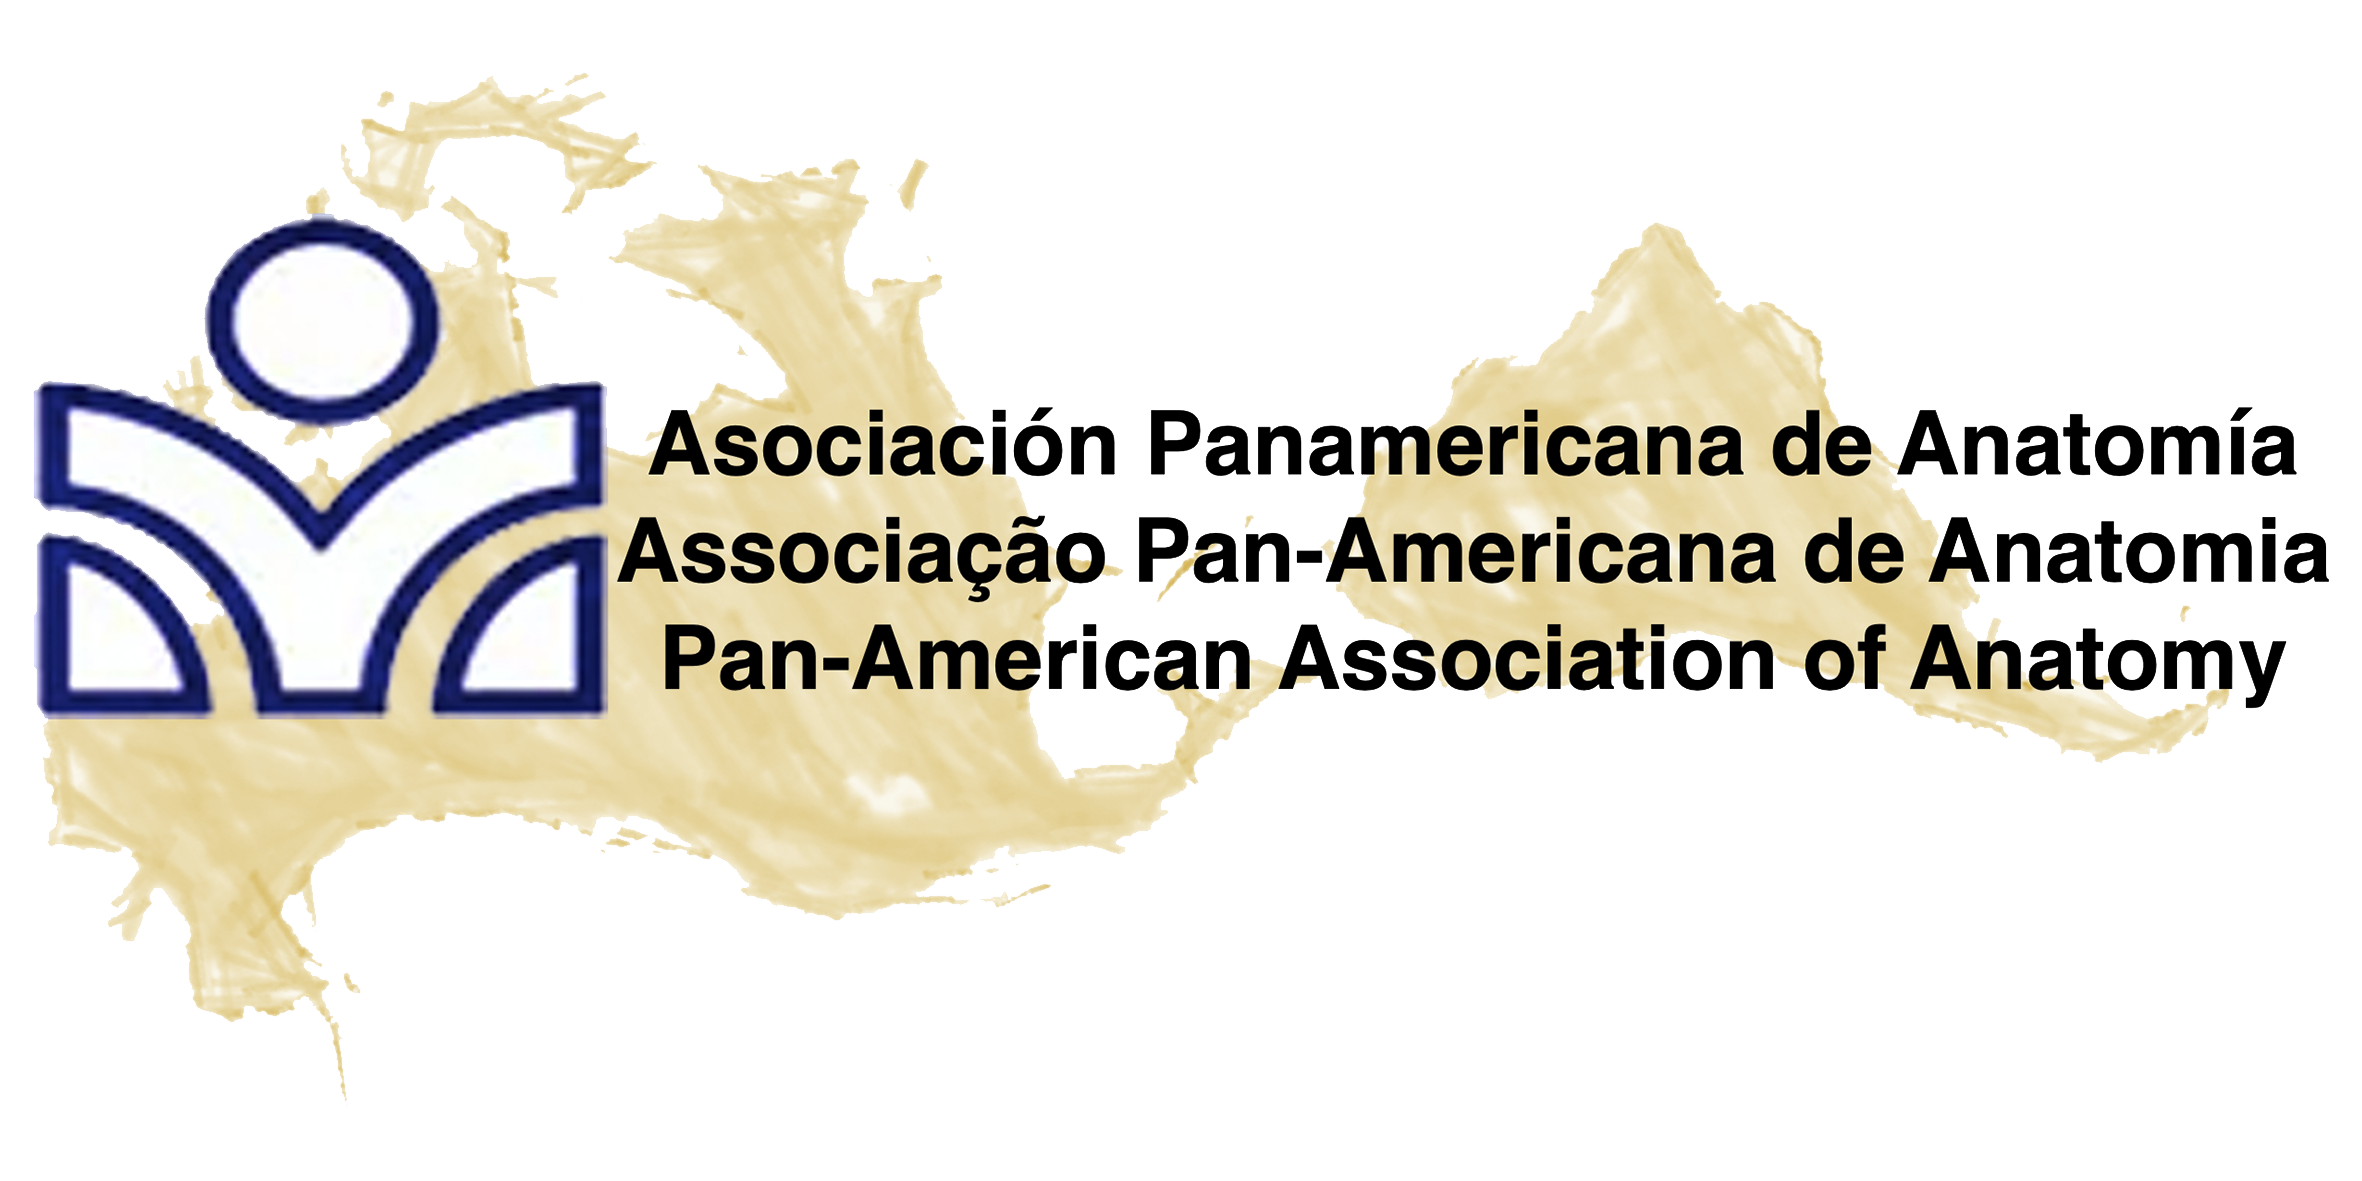 Asociación Panamericana de Anatomía
Associação Pan-Americana de Anatomia
Pan-American Association of Anatomy